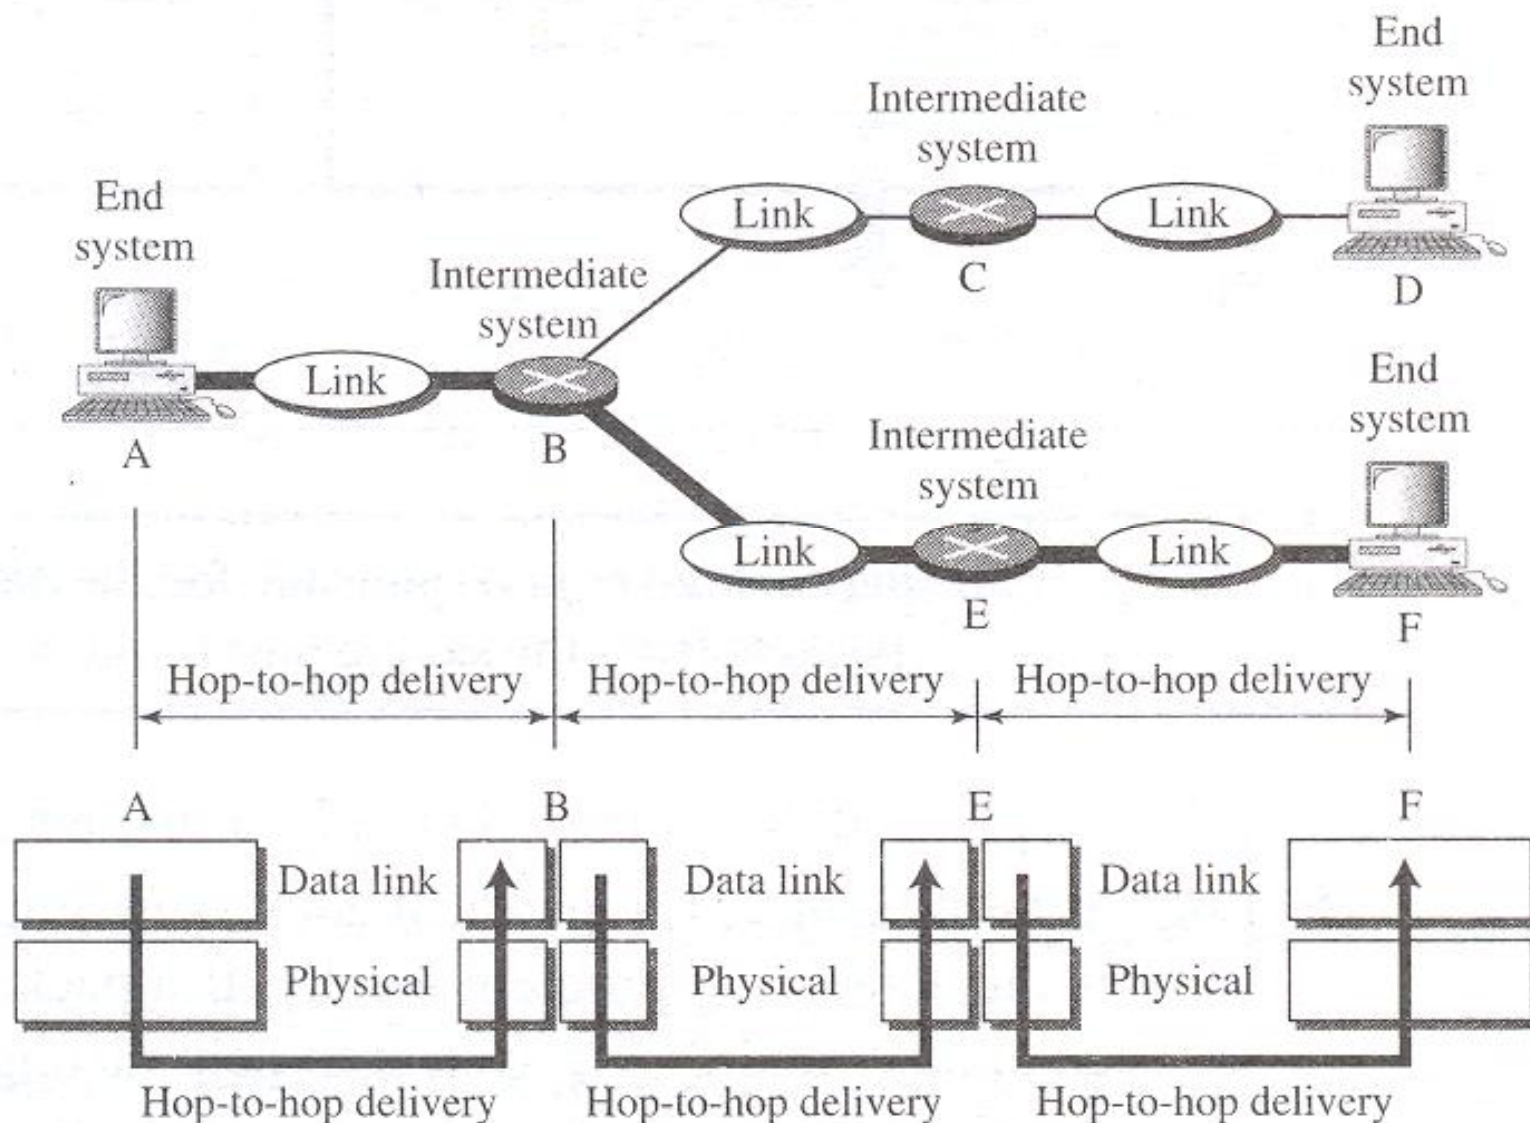 End
system
Intermediate
system
Link
Link
C
D
End
system
Intermediate
system
Link
A
B
End
system
Intermediate
system
Link
Link
E
F
Hop-to-hop delivery
Hop-to-hop delivery
Hop-to-hop delivery
A
B
E
F
Data link
Data link
Data link
Physical
Physical
Physical
Hop-to-hop delivery
Hop-to-hop delivery
Hop-to-hop delivery